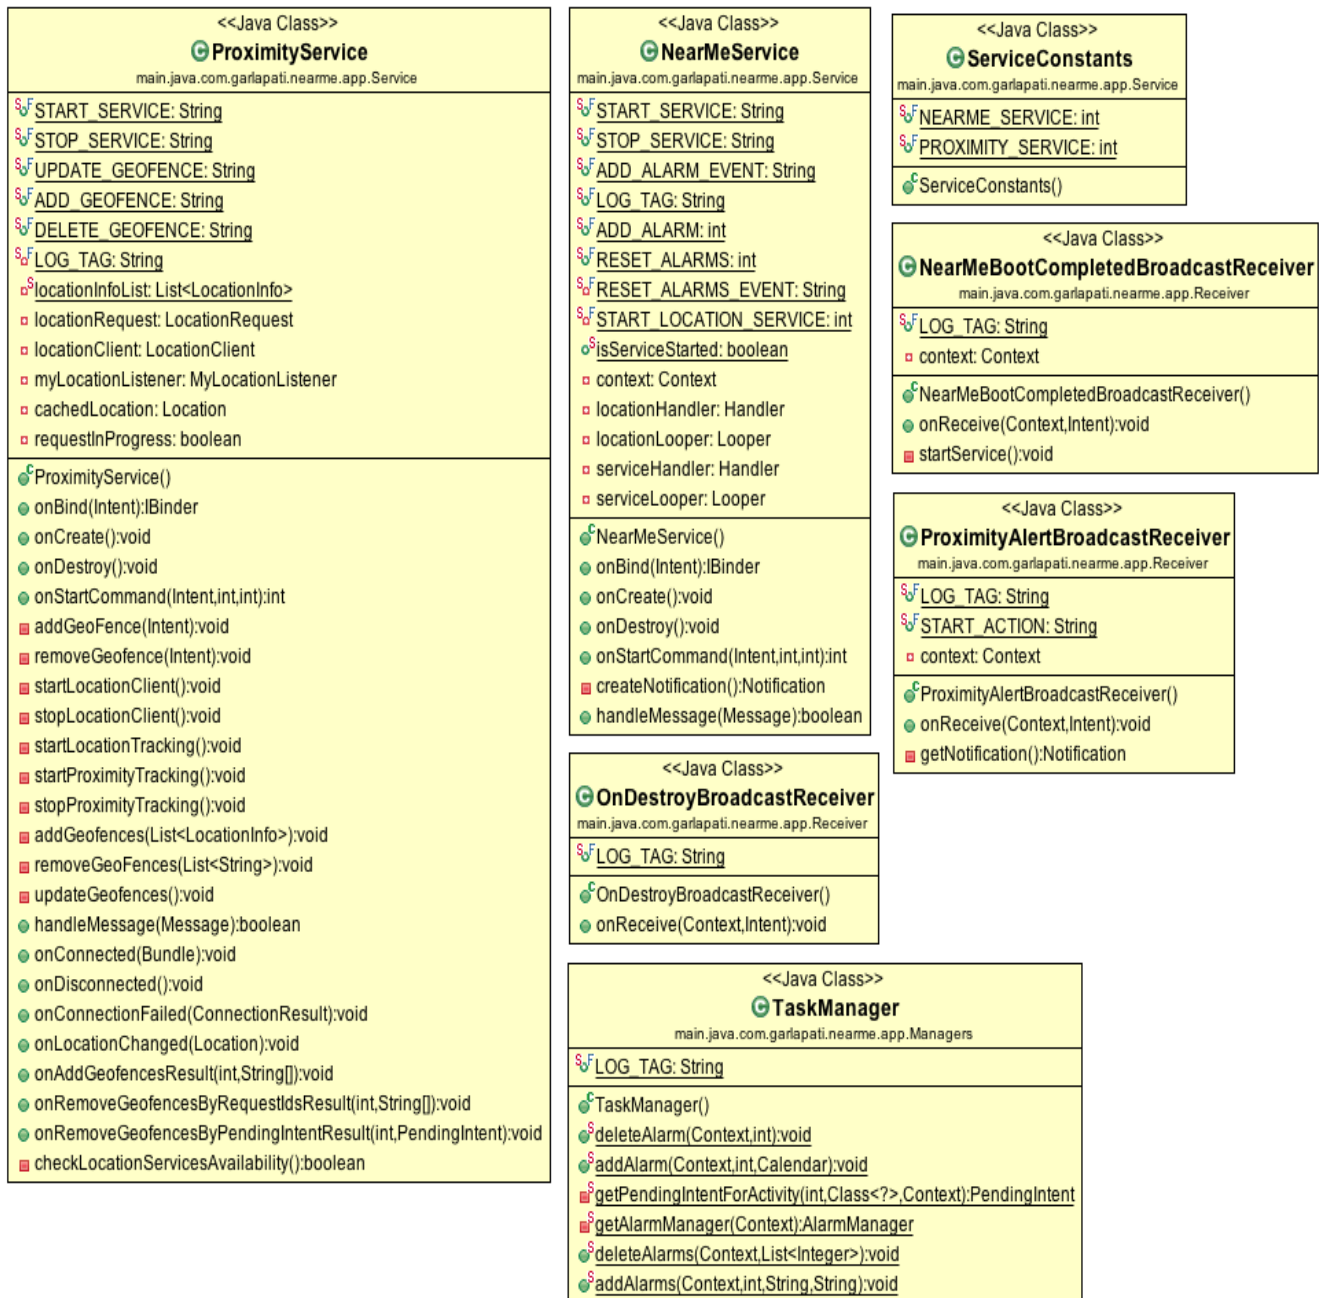 <<Java Class>>
ProximityService
main.java.com.garlapati.nearme.app.Service
START_SERVICE: String
STOP_SERVICE: String
UPDATE_GEOFENCE: String
ADD_GEOFENCE: String
DELETE_GEOFENCE: String
LOG_TAG: String
locationInfoList: List<LocationInfo>
locationRequest: LocationRequest
locationClient: LocationClient
myLocationListener: MyLocationListener
cachedLocation: Location
requestInProgress: boolean
ProximityService()
onBind(Intent):IBinder
onCreate():void
onDestroy():void
onStartCommand(Intent,int,int):int
addGeoFence(Intent):void
removeGeofence(Intent):void
startLocationClient():void
stopLocationClient():void
startLocationTracking():void
startProximityTracking():void
stopProximityTracking():void
addGeofences(List<LocationInfo>):void
removeGeoFences(List<String>):void
updateGeofences():void
handleMessage(Message):boolean
onConnected(Bundle):void
onDisconnected():void
onConnectionFailed(ConnectionResult):void
onLocationChanged(Location):void
onAddGeofencesResult(int,String[]):void
onRemoveGeofencesByRequestIdsResult(int,String[]):void
onRemoveGeofencesByPendingIntentResult(int,PendingIntent):void
checkLocationServicesAvailability():boolean
<<Java Class>>
NearMeService
main.java.com.garlapati.nearme.app.Service
START_SERVICE: String
STOP_SERVICE: String
ADD_ALARM_EVENT: String
LOG_TAG: String
ADD_ALARM: int
RESET_ALARMS: int
RESET_ALARMS_EVENT: String
START_LOCATION_SERVICE: int
isServiceStarted: boolean
context: Context
locationHandler: Handler
locationLooper: Looper
serviceHandler: Handler
serviceLooper: Looper
NearMeService()
onBind(Intent):IBinder
onCreate():void
onDestroy():void
onStartCommand(Intent,int,int):int
createNotification():Notification
handleMessage(Message):boolean
<<Java Class>>
ServiceConstants
main.java.com.garlapati.nearme.app.Service
NEARME_SERVICE: int
PROXIMITY_SERVICE: int
ServiceConstants()
<<Java Class>>
NearMeBootCompletedBroadcastReceiver
main.java.com.garlapati.nearme.app.Receiver
LOG_TAG: String
context: Context
NearMeBootCompletedBroadcastReceiver()
onReceive(Context,Intent):void
startService():void
<<Java Class>>
ProximityAlertBroadcastReceiver
main.java.com.garlapati.nearme.app.Receiver
LOG_TAG: String
START_ACTION: String
context: Context
ProximityAlertBroadcastReceiver()
onReceive(Context,Intent):void
getNotification():Notification
<<Java Class>>
OnDestroyBroadcastReceiver
main.java.com.garlapati.nearme.app.Receiver
LOG_TAG: String
OnDestroyBroadcastReceiver()
onReceive(Context,Intent):void
<<Java Class>>
TaskManager
main.java.com.garlapati.nearme.app.Managers
LOG_TAG: String
TaskManager()
deleteAlarm(Context,int):void
addAlarm(Context,int,Calendar):void
getPendingIntentForActivity(int,Class<?>,Context):PendingIntent
getAlarmManager(Context):AlarmManager
deleteAlarms(Context,List<Integer>):void
addAlarms(Context,int,String,String):void